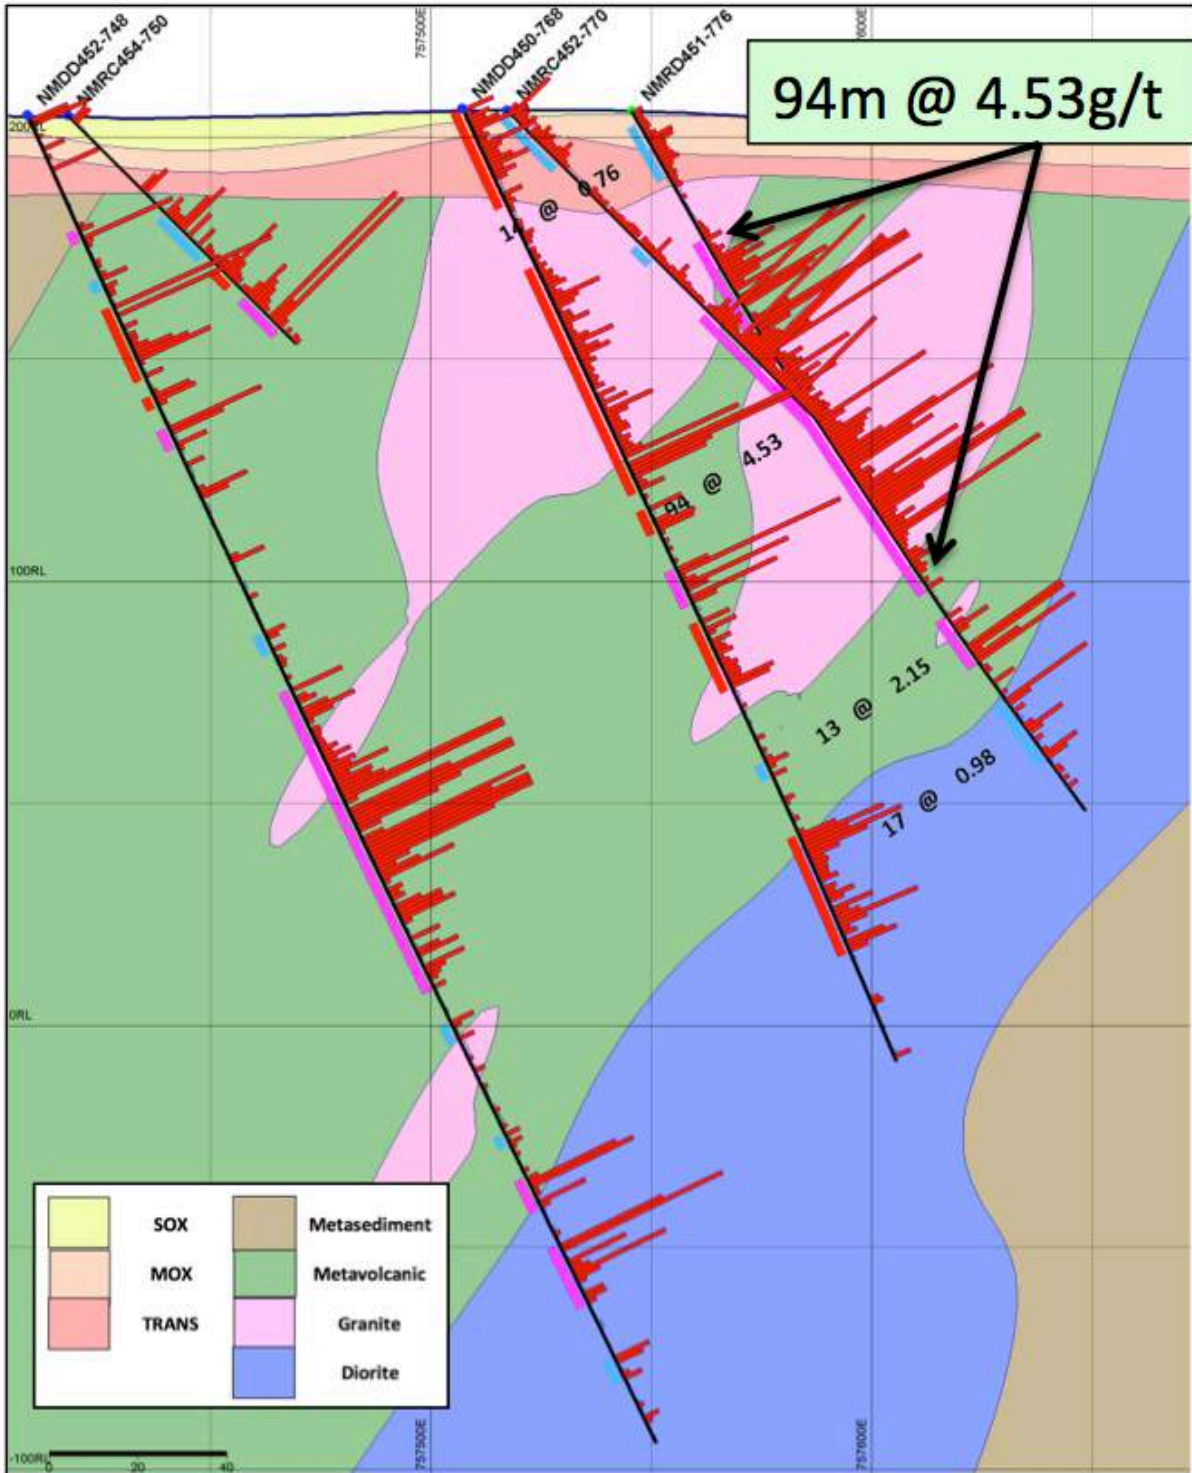 NMDD452-748
NMRC454-750
757500E
NMDD450-768
NMRC452-770
NMRD451-776
600E
94m @ 4.53g/t
200RL
14 @ 0.76
94 @ 4.53
100RL
13 @ 2.15
17 @ 0.98
0RL
SOX
MOX
TRANS
Metasediment
Metavolcanic
Granite
Diorite
757500E
757600E
-100RL
0 20 40